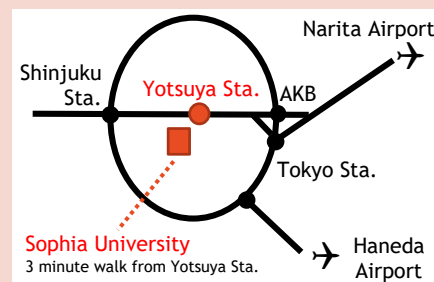 Narita Airport
Shinjuku
Sta.
Yotsuya Sta.
AKB
Tokyo Sta.
Sophia University
3 minute walk from Yotsuya Sta.
Haneda
Airport